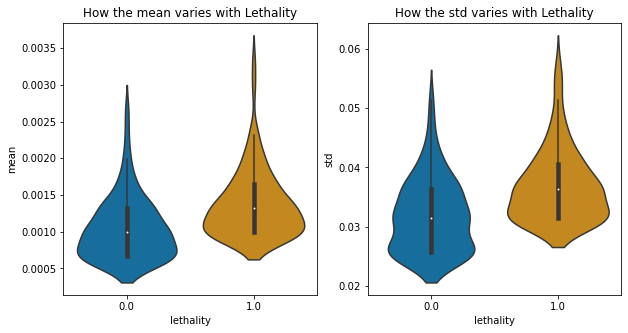 How the mean varies with Lethality
mean
0.0035
0.0030
0.0025
0.0020
0.0015
0.0010
0.0005
0.0
1.0
lethality
How the std varies with Lethality
std
0.06
0.05
0.04
0.03
0.02
0.0
1.0
lethality